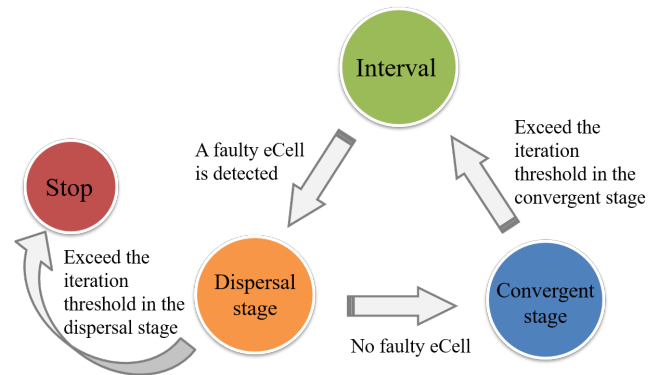 Interval
A faulty eCell
is detected
Exceed the
iteration
threshold in the
convergent stage
Stop
Exceed the
iteration
threshold in the
dispersal stage
Dispersal
stage
No faulty eCell
Convergent
stage